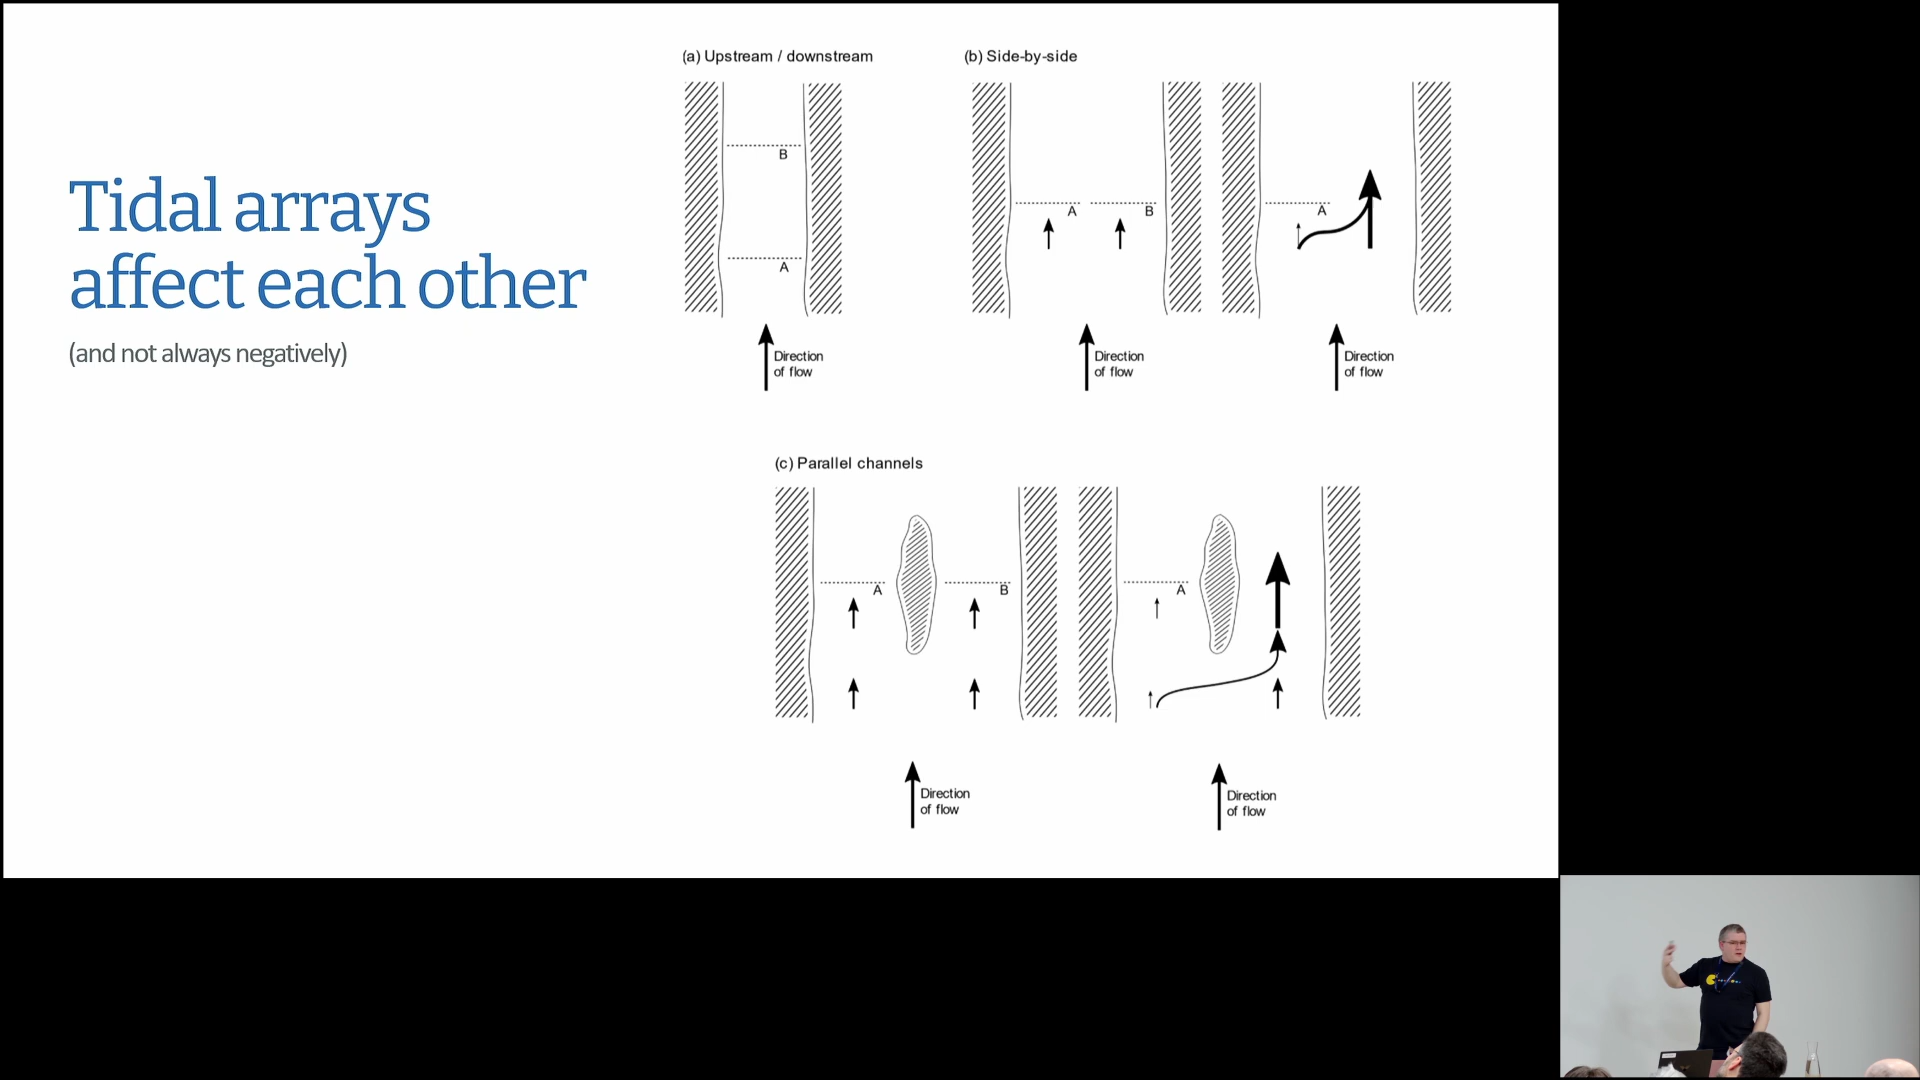 Tidal arrays
affect each other
(and not always negatively)
(a) Upstream / downstream
B
A
Direction
of flow
(b) Side-by-side
A
B
Direction
of flow
A
Direction
of flow
(c) Parallel channels
A
B
Direction
of flow
A
Direction
of flow